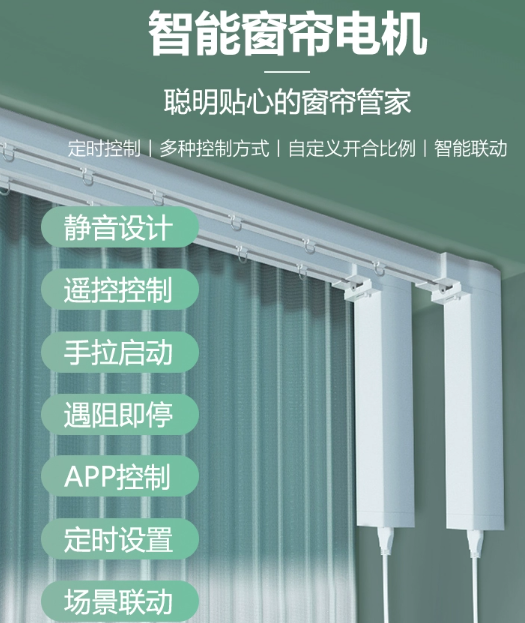 智能窗帘电机
聪明贴心的窗帘管家
定时控制丨多种控制方式丨自定义开合比例丨智能联动
静音设计
遥控控制
手拉启动
遇阻即停
APP控制
定时设置
场景联动